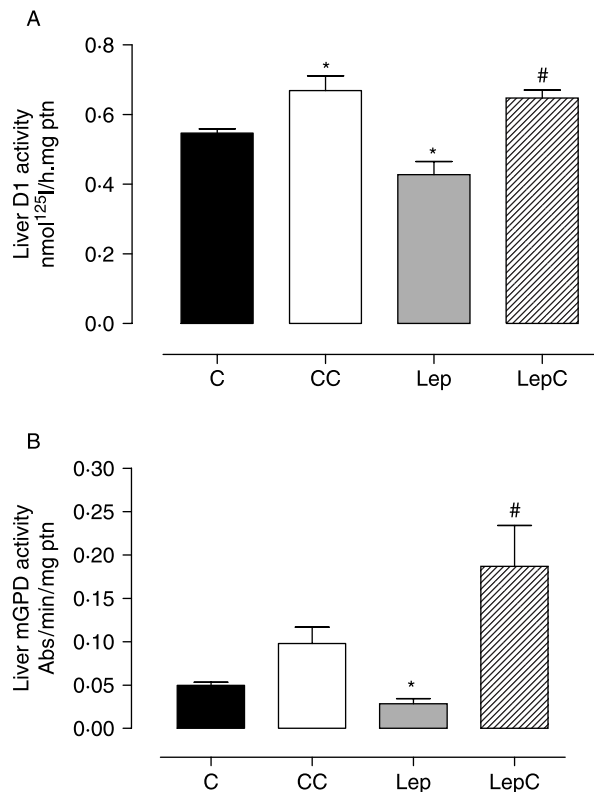 A
Liver D1 activity
nmol¹²⁵I/h.mg ptn
0·8
0·6
0·4
0·2
0·0
*
*
#
C CC Lep LepC
B
Liver mGPD activity
Abs/min/mg ptn
0·30
0·25
0·20
0·15
0·10
0·05
0·00
*
#
C CC Lep LepC